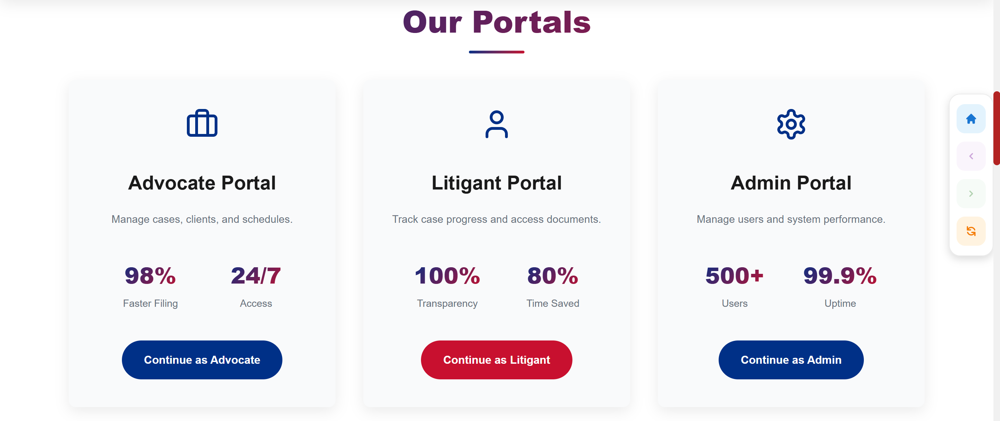 Our Portals
Advocate Portal
Manage cases, clients, and schedules.
98%
Faster Filing
24/7
Access
Continue as Advocate
Litigant Portal
Track case progress and access documents.
100%
Transparency
80%
Time Saved
Continue as Litigant
Admin Portal
Manage users and system performance.
500+
Users
99.9%
Uptime
Continue as Admin